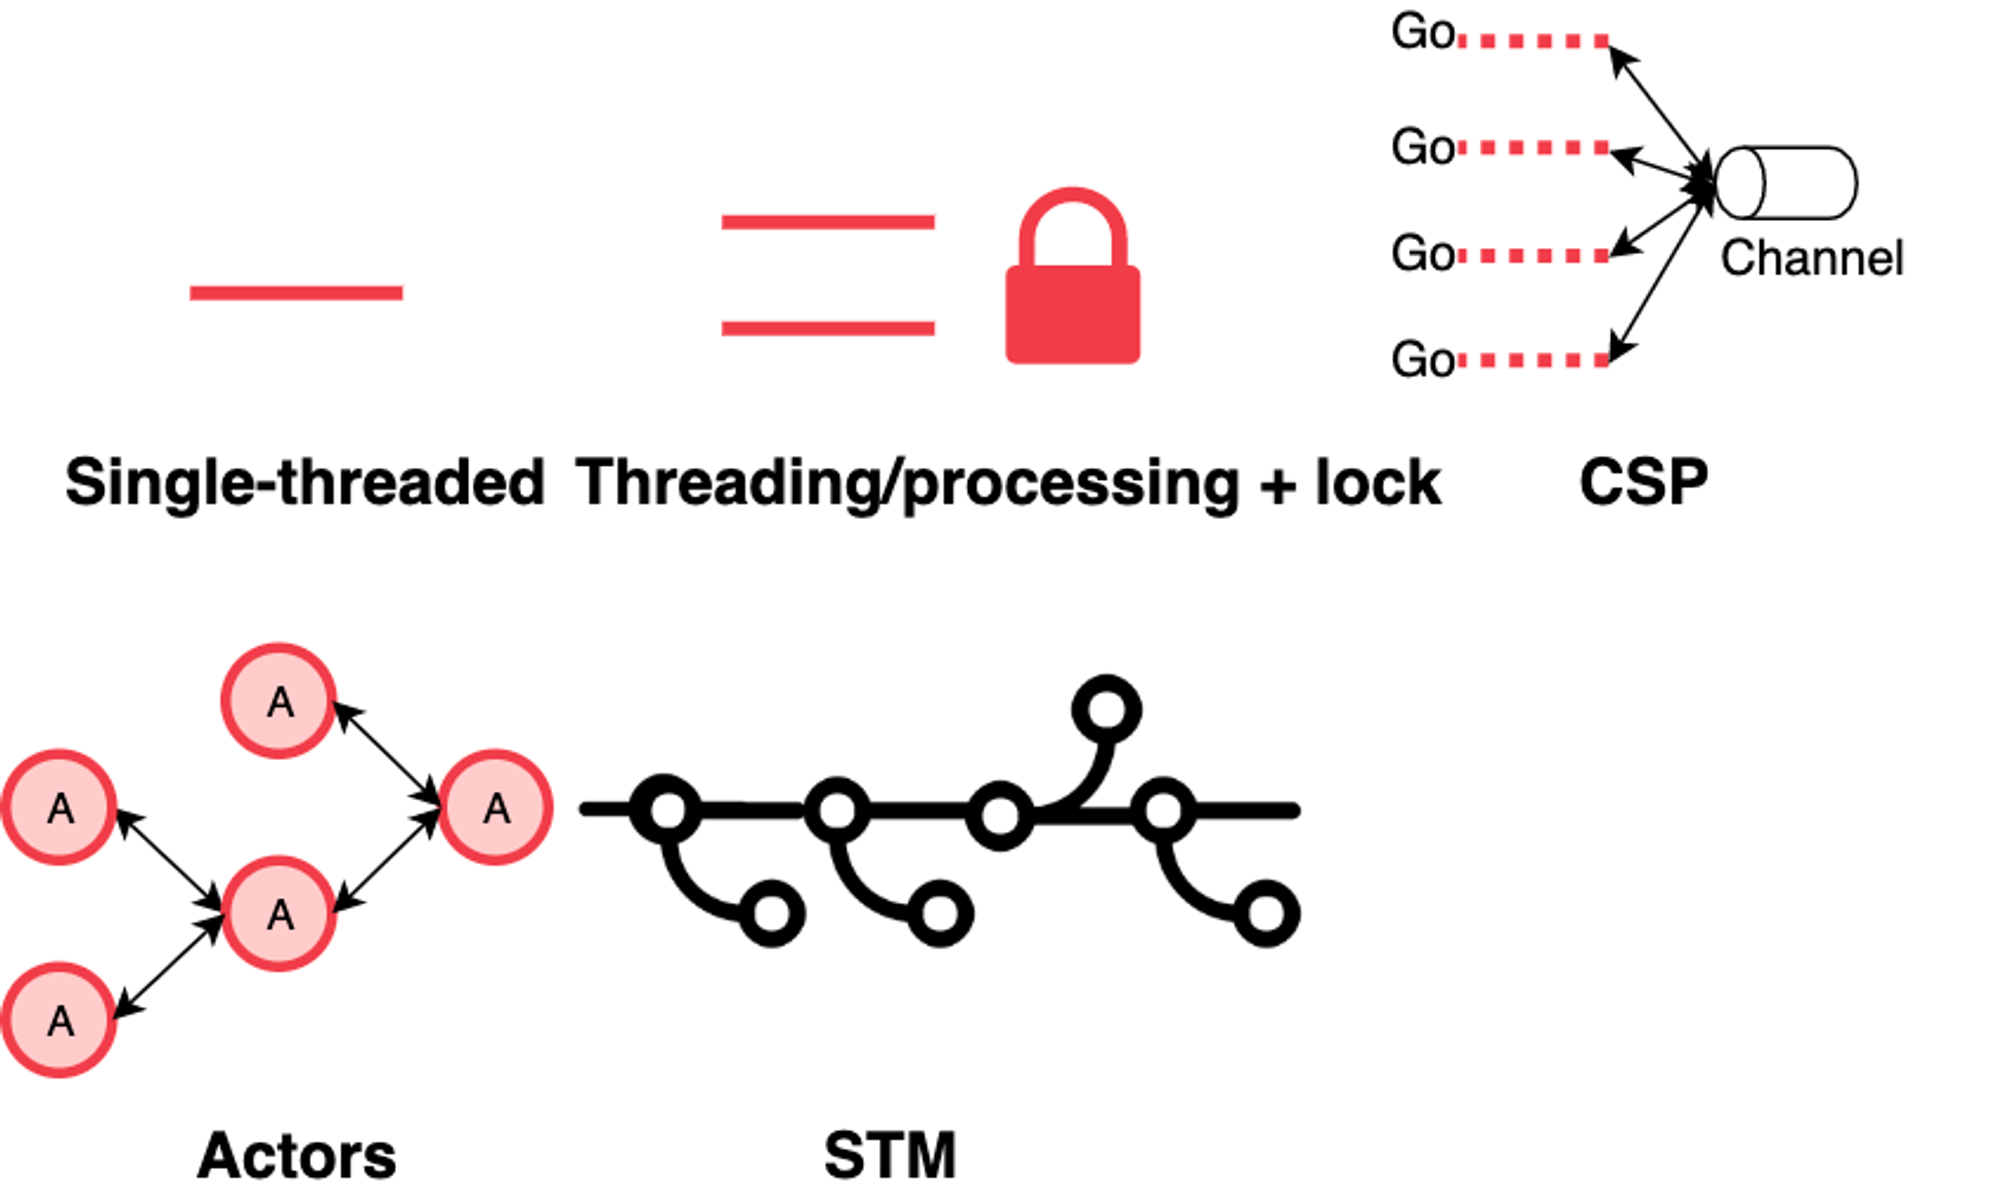 Go
Go
Go
Go
Channel
Single-threaded
Threading/processing + lock
CSP
A
A
A
A
A
Actors
STM